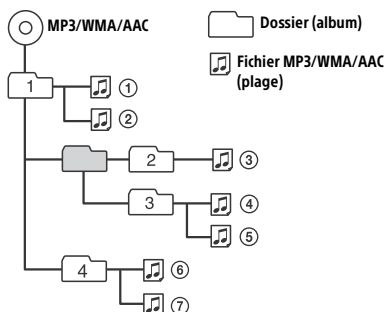 MP3/WMA/AAC
Dossier (album)
Fichier MP3/WMA/AAC
(plage)
1
①
②
2
③
3
④
⑤
4
⑥
⑦